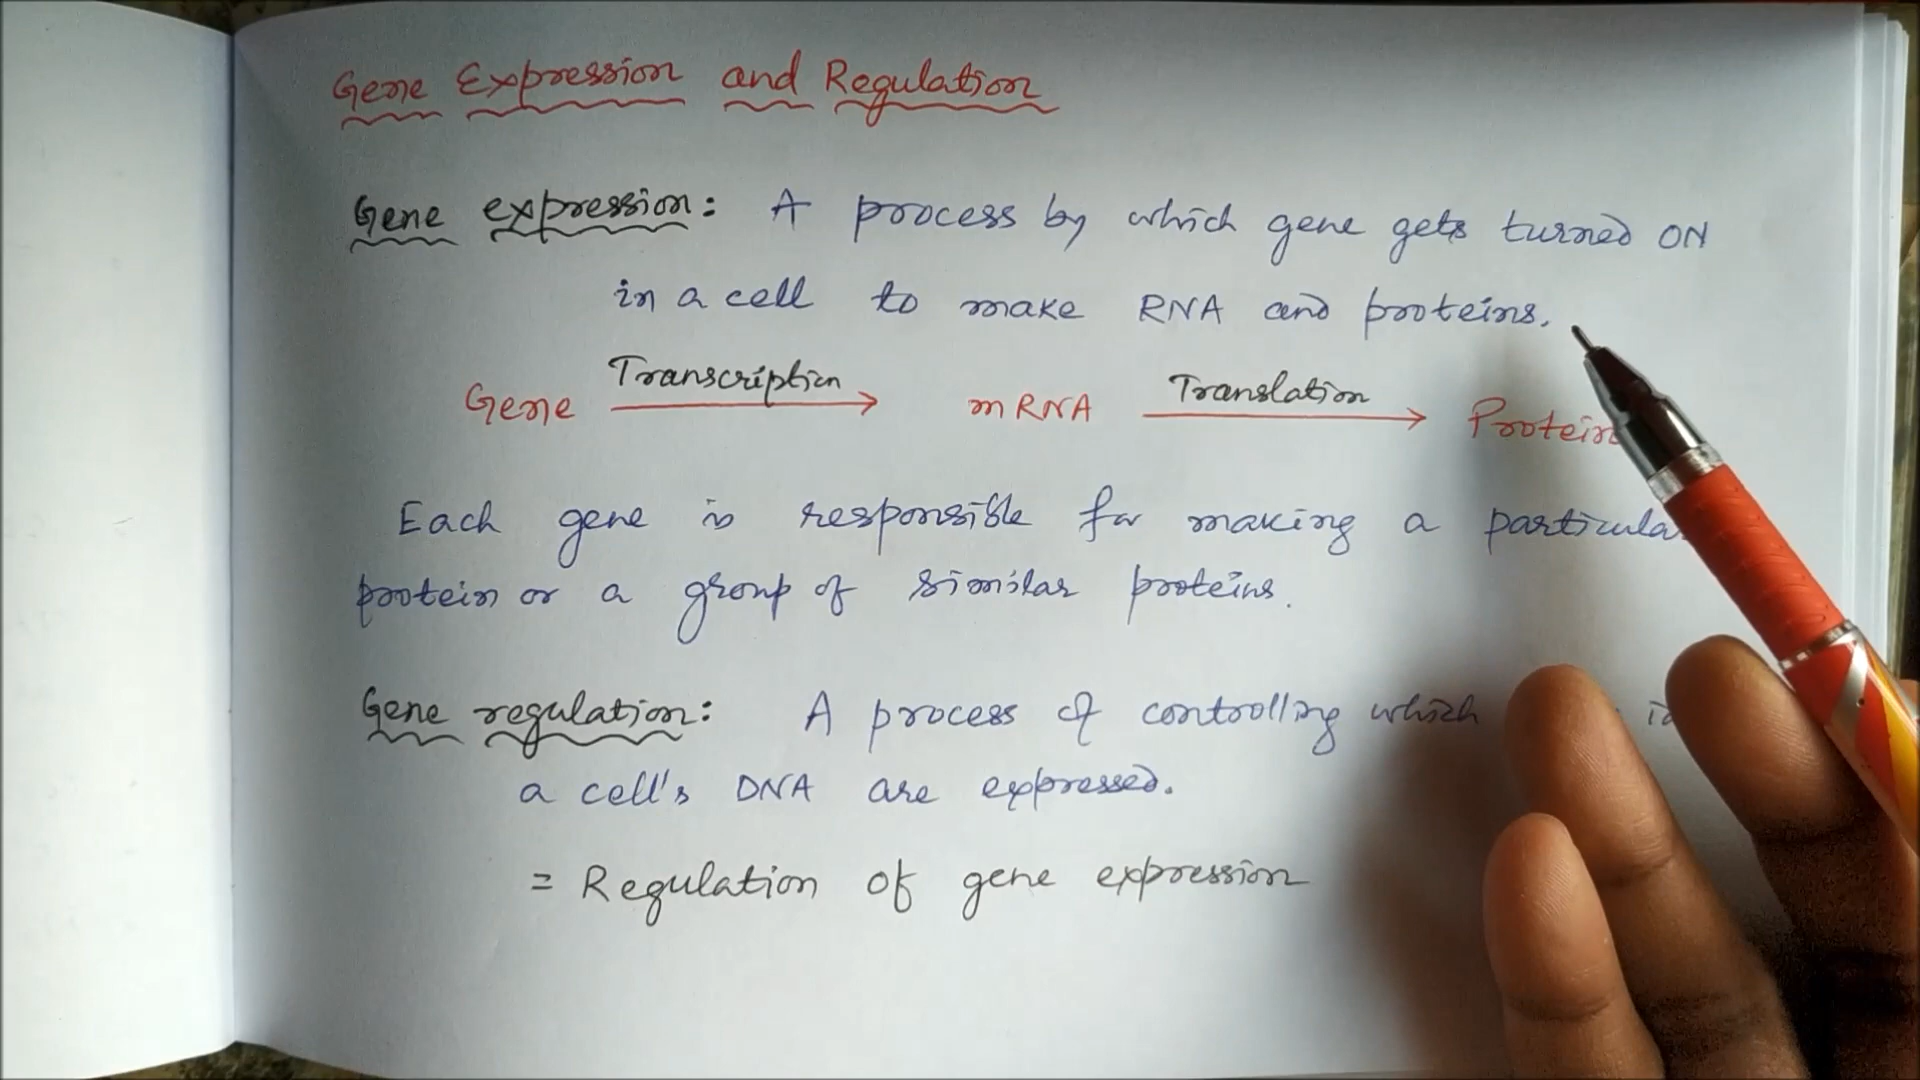 Gene Expression and Regulation
Gene expression: A process by which gene gets turned ON
in a cell to make RNA and proteins.
Transcription Translation
Gene mRNA Protein
Each gene is responsible for making a particular
protein or a group of similar proteins.
Gene regulation: A process of controlling which
a cell's DNA are expressed.
= Regulation of gene expression